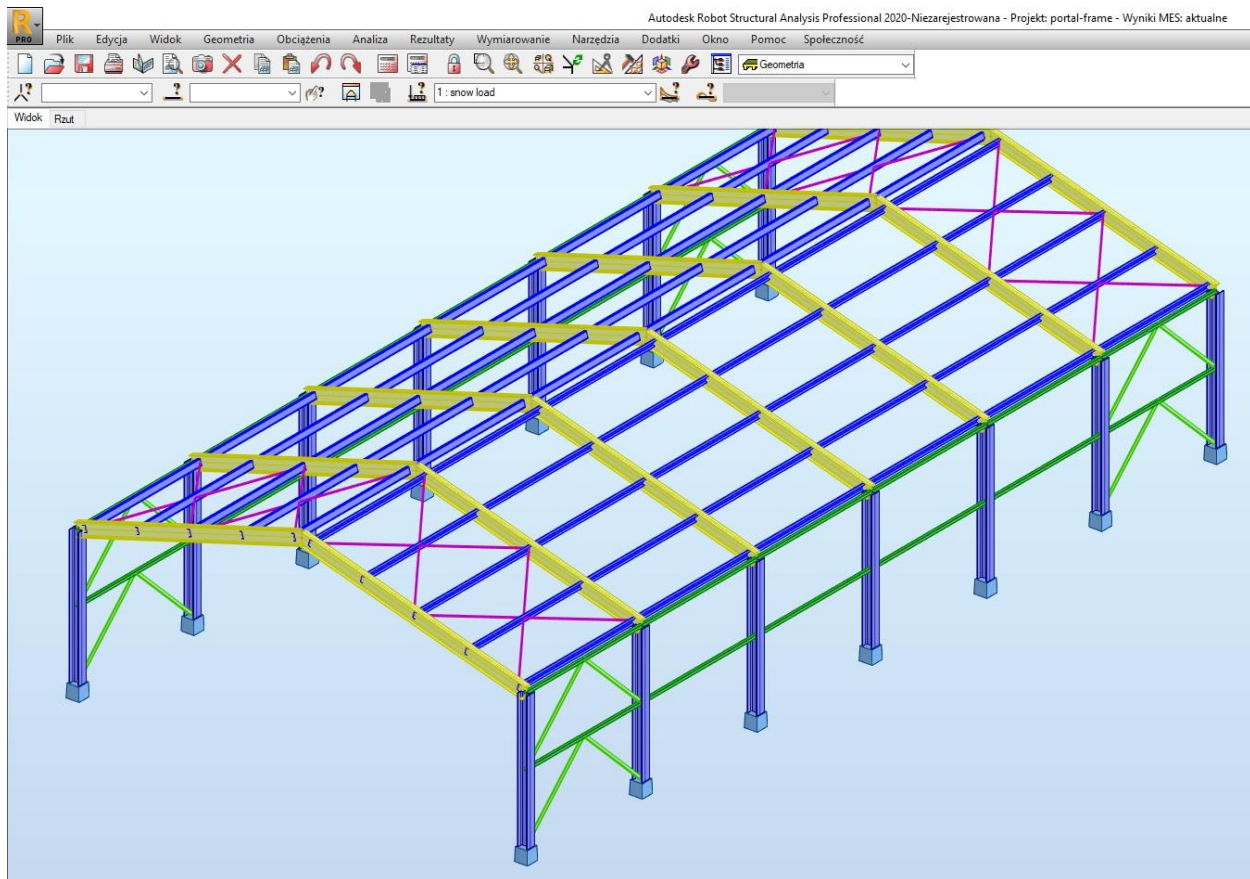 Autodesk Robot Structural Analysis Professional 2020-Niezarejestrowana - Projekt: portal-frame - Wyniki MES: aktualne
R
PRO
Plik Edycja Widok Geometria Obciążenia Analiza Rezultaty Wymiarowanie Narzędzia Dodatki Okno Pomoc Społeczność
Geometria
1 : snow load
Widok Rzut